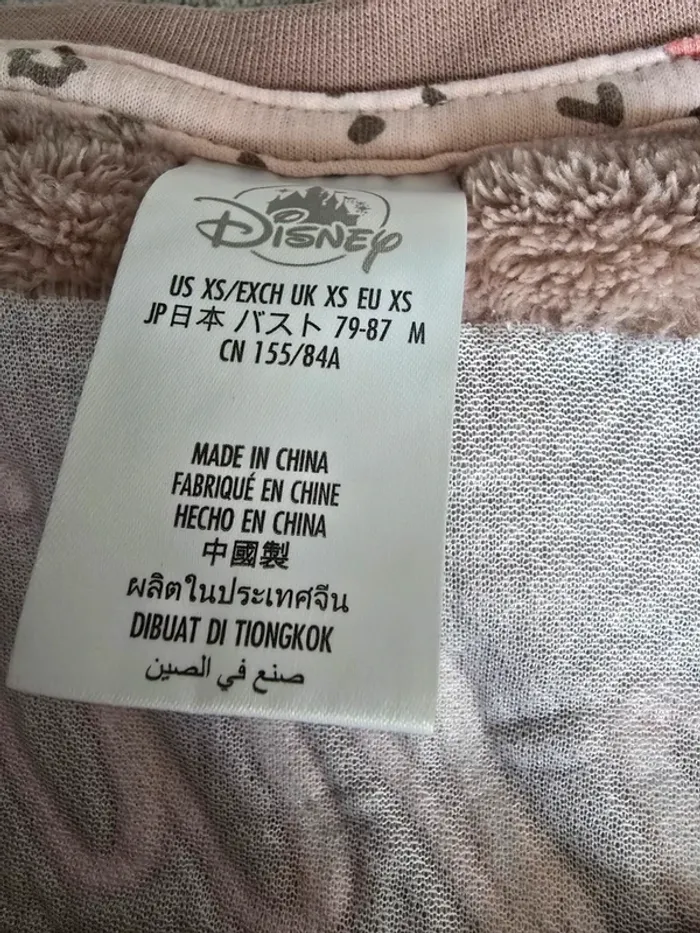 Disney
US XS/EXCH UK XS EU XS
JP日本 バスト 79-87 M
CN 155/84A
MADE IN CHINA
FABRIQUÉ EN CHINE
HECHO EN CHINA
中國製
ผลิตในประเทศจีน
DIBUAT DI TIONGKOK
صنع في الصين